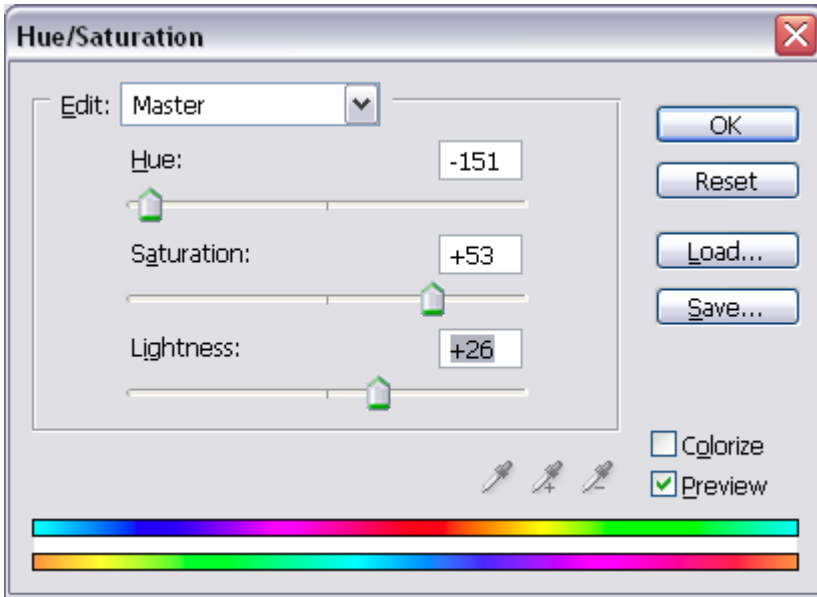 Hue/Saturation
Edit: Master
OK
Hue: -151
Reset
Saturation: +53
Load...
Save...
Lightness: +26
Colorize
Preview